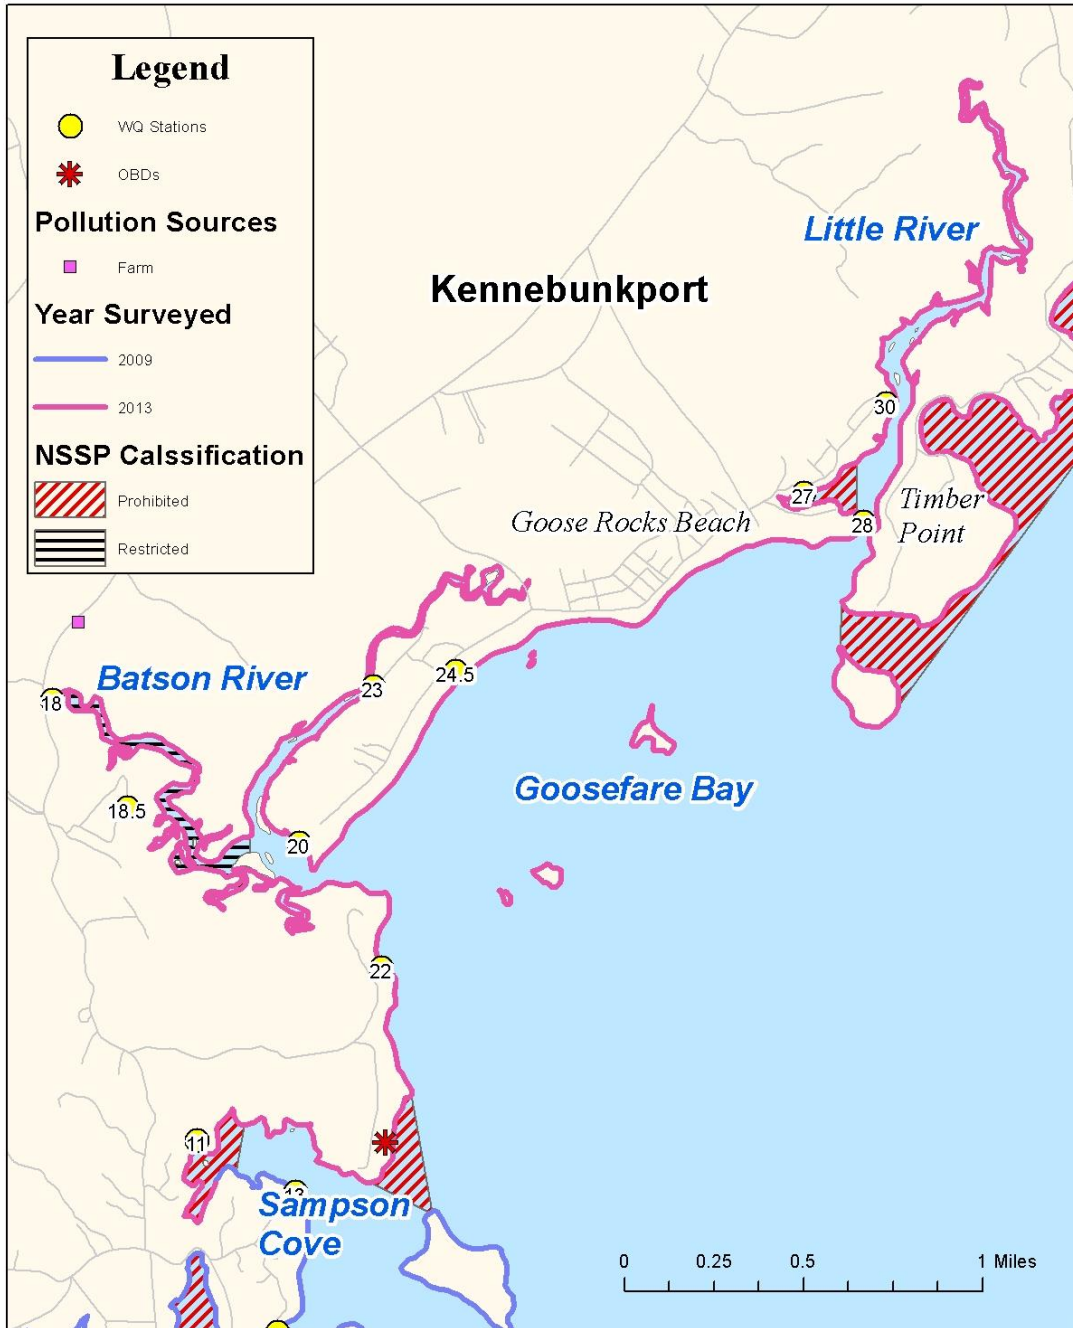 Legend
WQ Stations
OBDs
Pollution Sources
Farm
Year Surveyed
2009
2013
NSSP Calssification
Prohibited
Restricted
Little River
Kennebunkport
30
27
Timber
Point
28
Goose Rocks Beach
Batson River
24.5
23
18
Goosefare Bay
18.5
20
22
11
13
Sampson
Cove
0 0.25 0.5 1 Miles